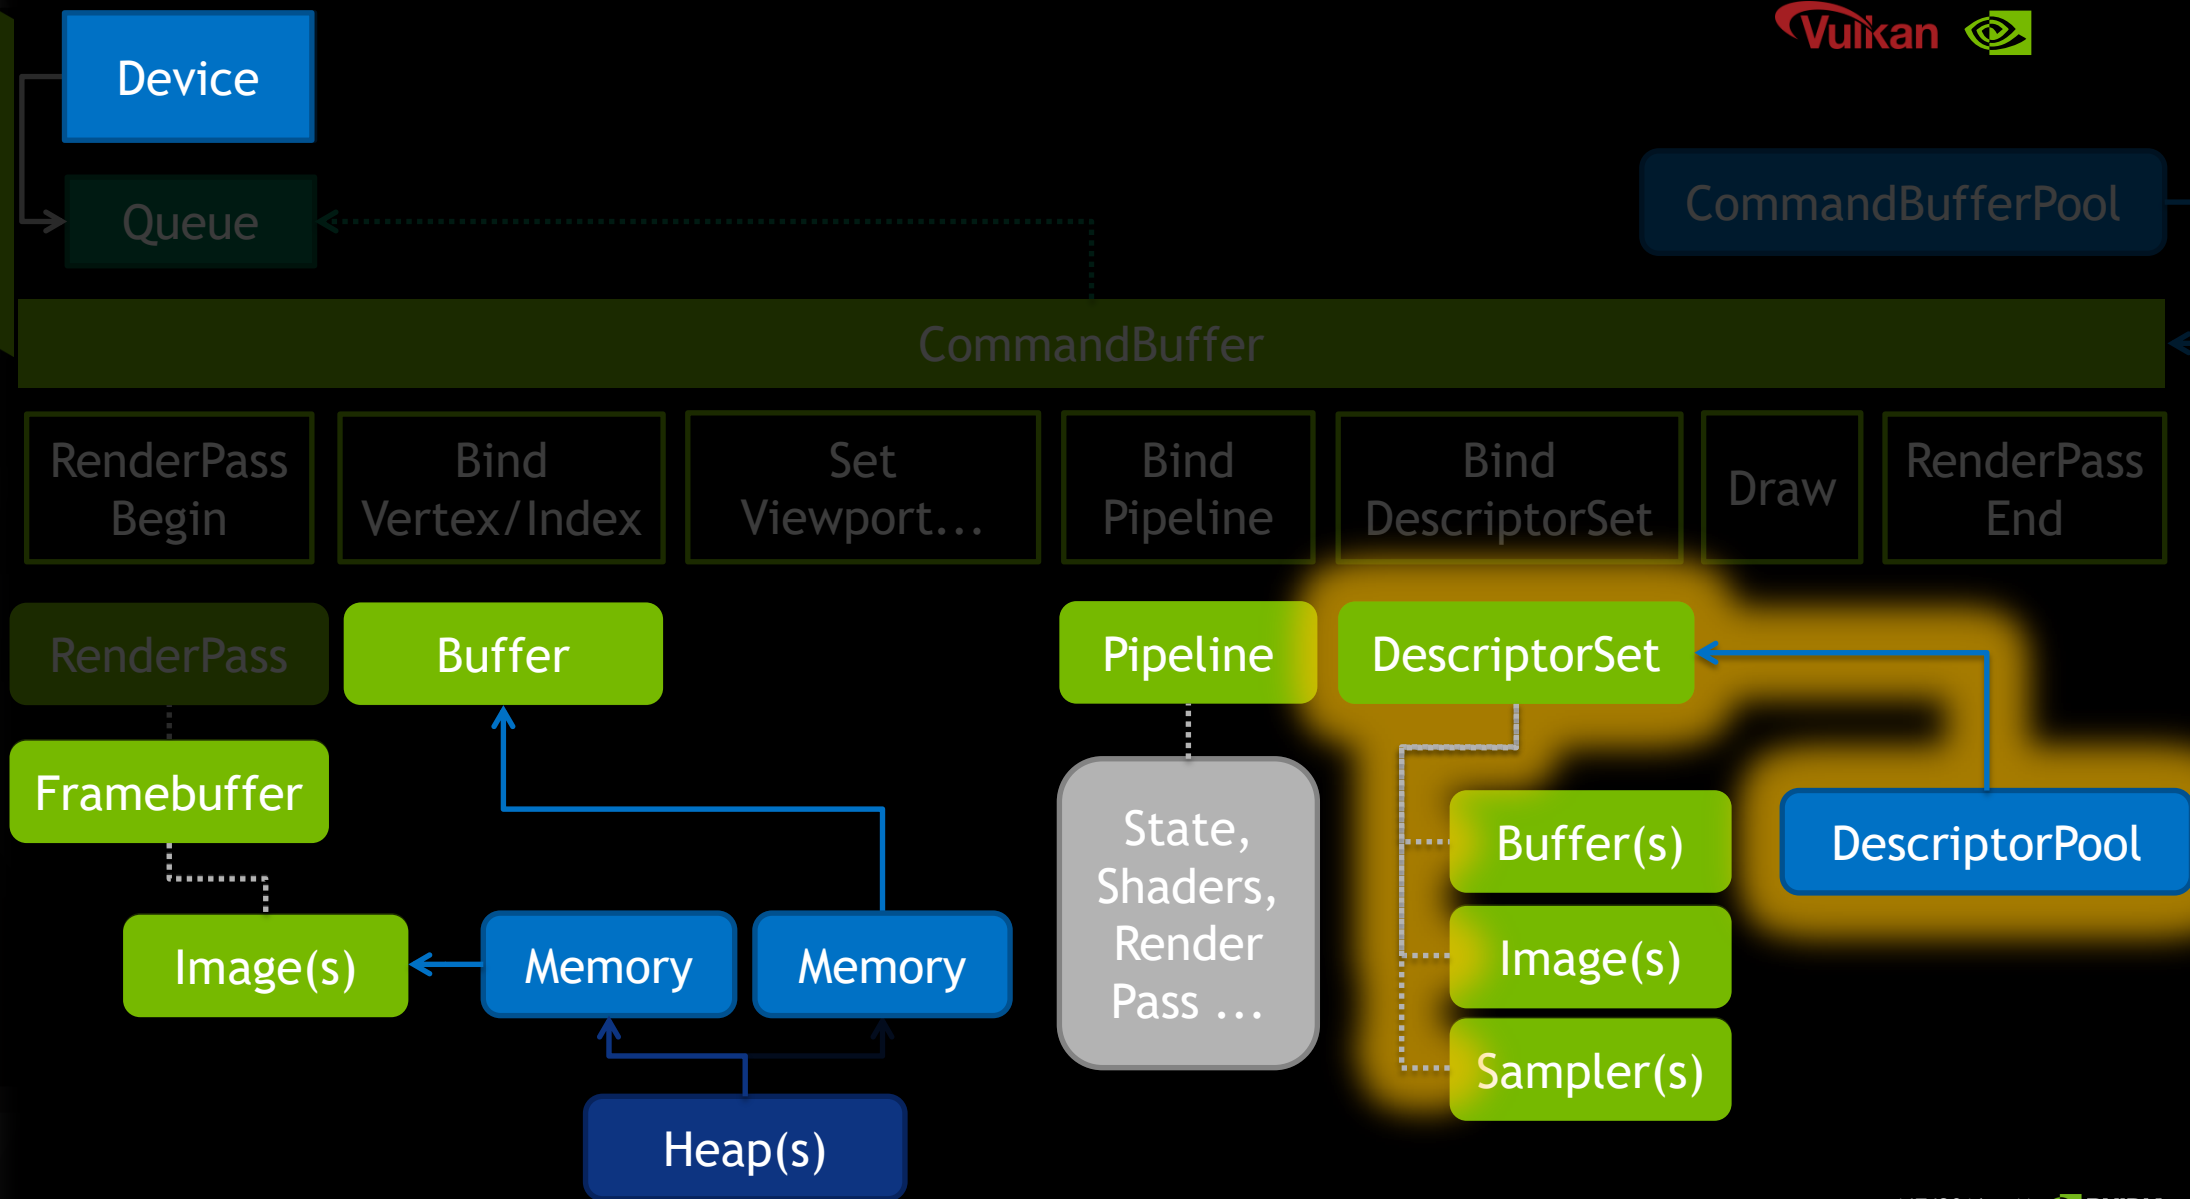 Vulkan
Device
Queue
CommandBufferPool
CommandBuffer
RenderPass
Begin
Bind
Vertex/Index
Set
Viewport...
Bind
Pipeline
Bind
DescriptorSet
Draw
RenderPass
End
RenderPass
Buffer
Pipeline
DescriptorSet
Framebuffer
State,
Shaders,
Render
Pass ...
Buffer(s)
DescriptorPool
Image(s)
Memory
Memory
Image(s)
Sampler(s)
Heap(s)